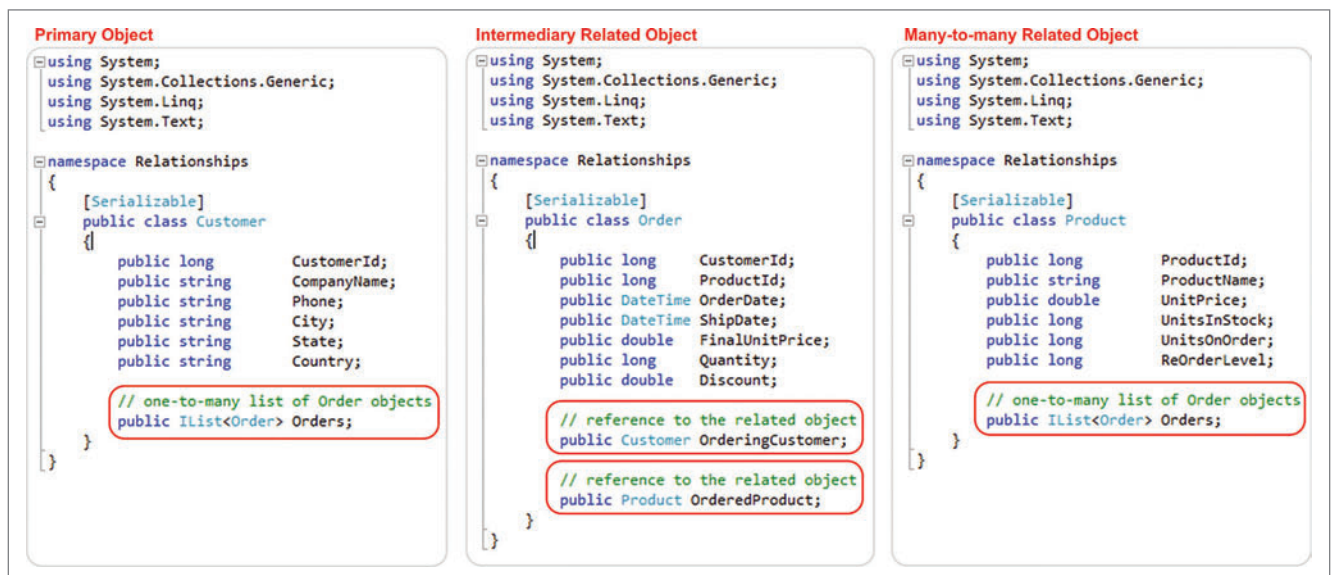 Primary Object
using System;
using System.Collections.Generic;
using System.Linq;
using System.Text;
namespace Relationships
{
[Serializable]
public class Customer
{
public long CustomerId;
public string CompanyName;
public string Phone;
public string City;
public string State;
public string Country;
// one-to-many list of Order objects
public IList<Order> Orders;
}
}
Intermediary Related Object
using System;
using System.Collections.Generic;
using System.Linq;
using System.Text;
namespace Relationships
{
[Serializable]
public class Order
{
public long CustomerId;
public long ProductId;
public DateTime OrderDate;
public DateTime ShipDate;
public double FinalUnitPrice;
public long Quantity;
public double Discount;
// reference to the related object
public Customer OrderingCustomer;
// reference to the related object
public Product OrderedProduct;
}
}
Many-to-many Related Object
using System;
using System.Collections.Generic;
using System.Linq;
using System.Text;
namespace Relationships
{
[Serializable]
public class Product
{
public long ProductId;
public string ProductName;
public double UnitPrice;
public long UnitsInStock;
public long UnitsOnOrder;
public long ReOrderLevel;
// one-to-many list of Order objects
public IList<Order> Orders;
}
}